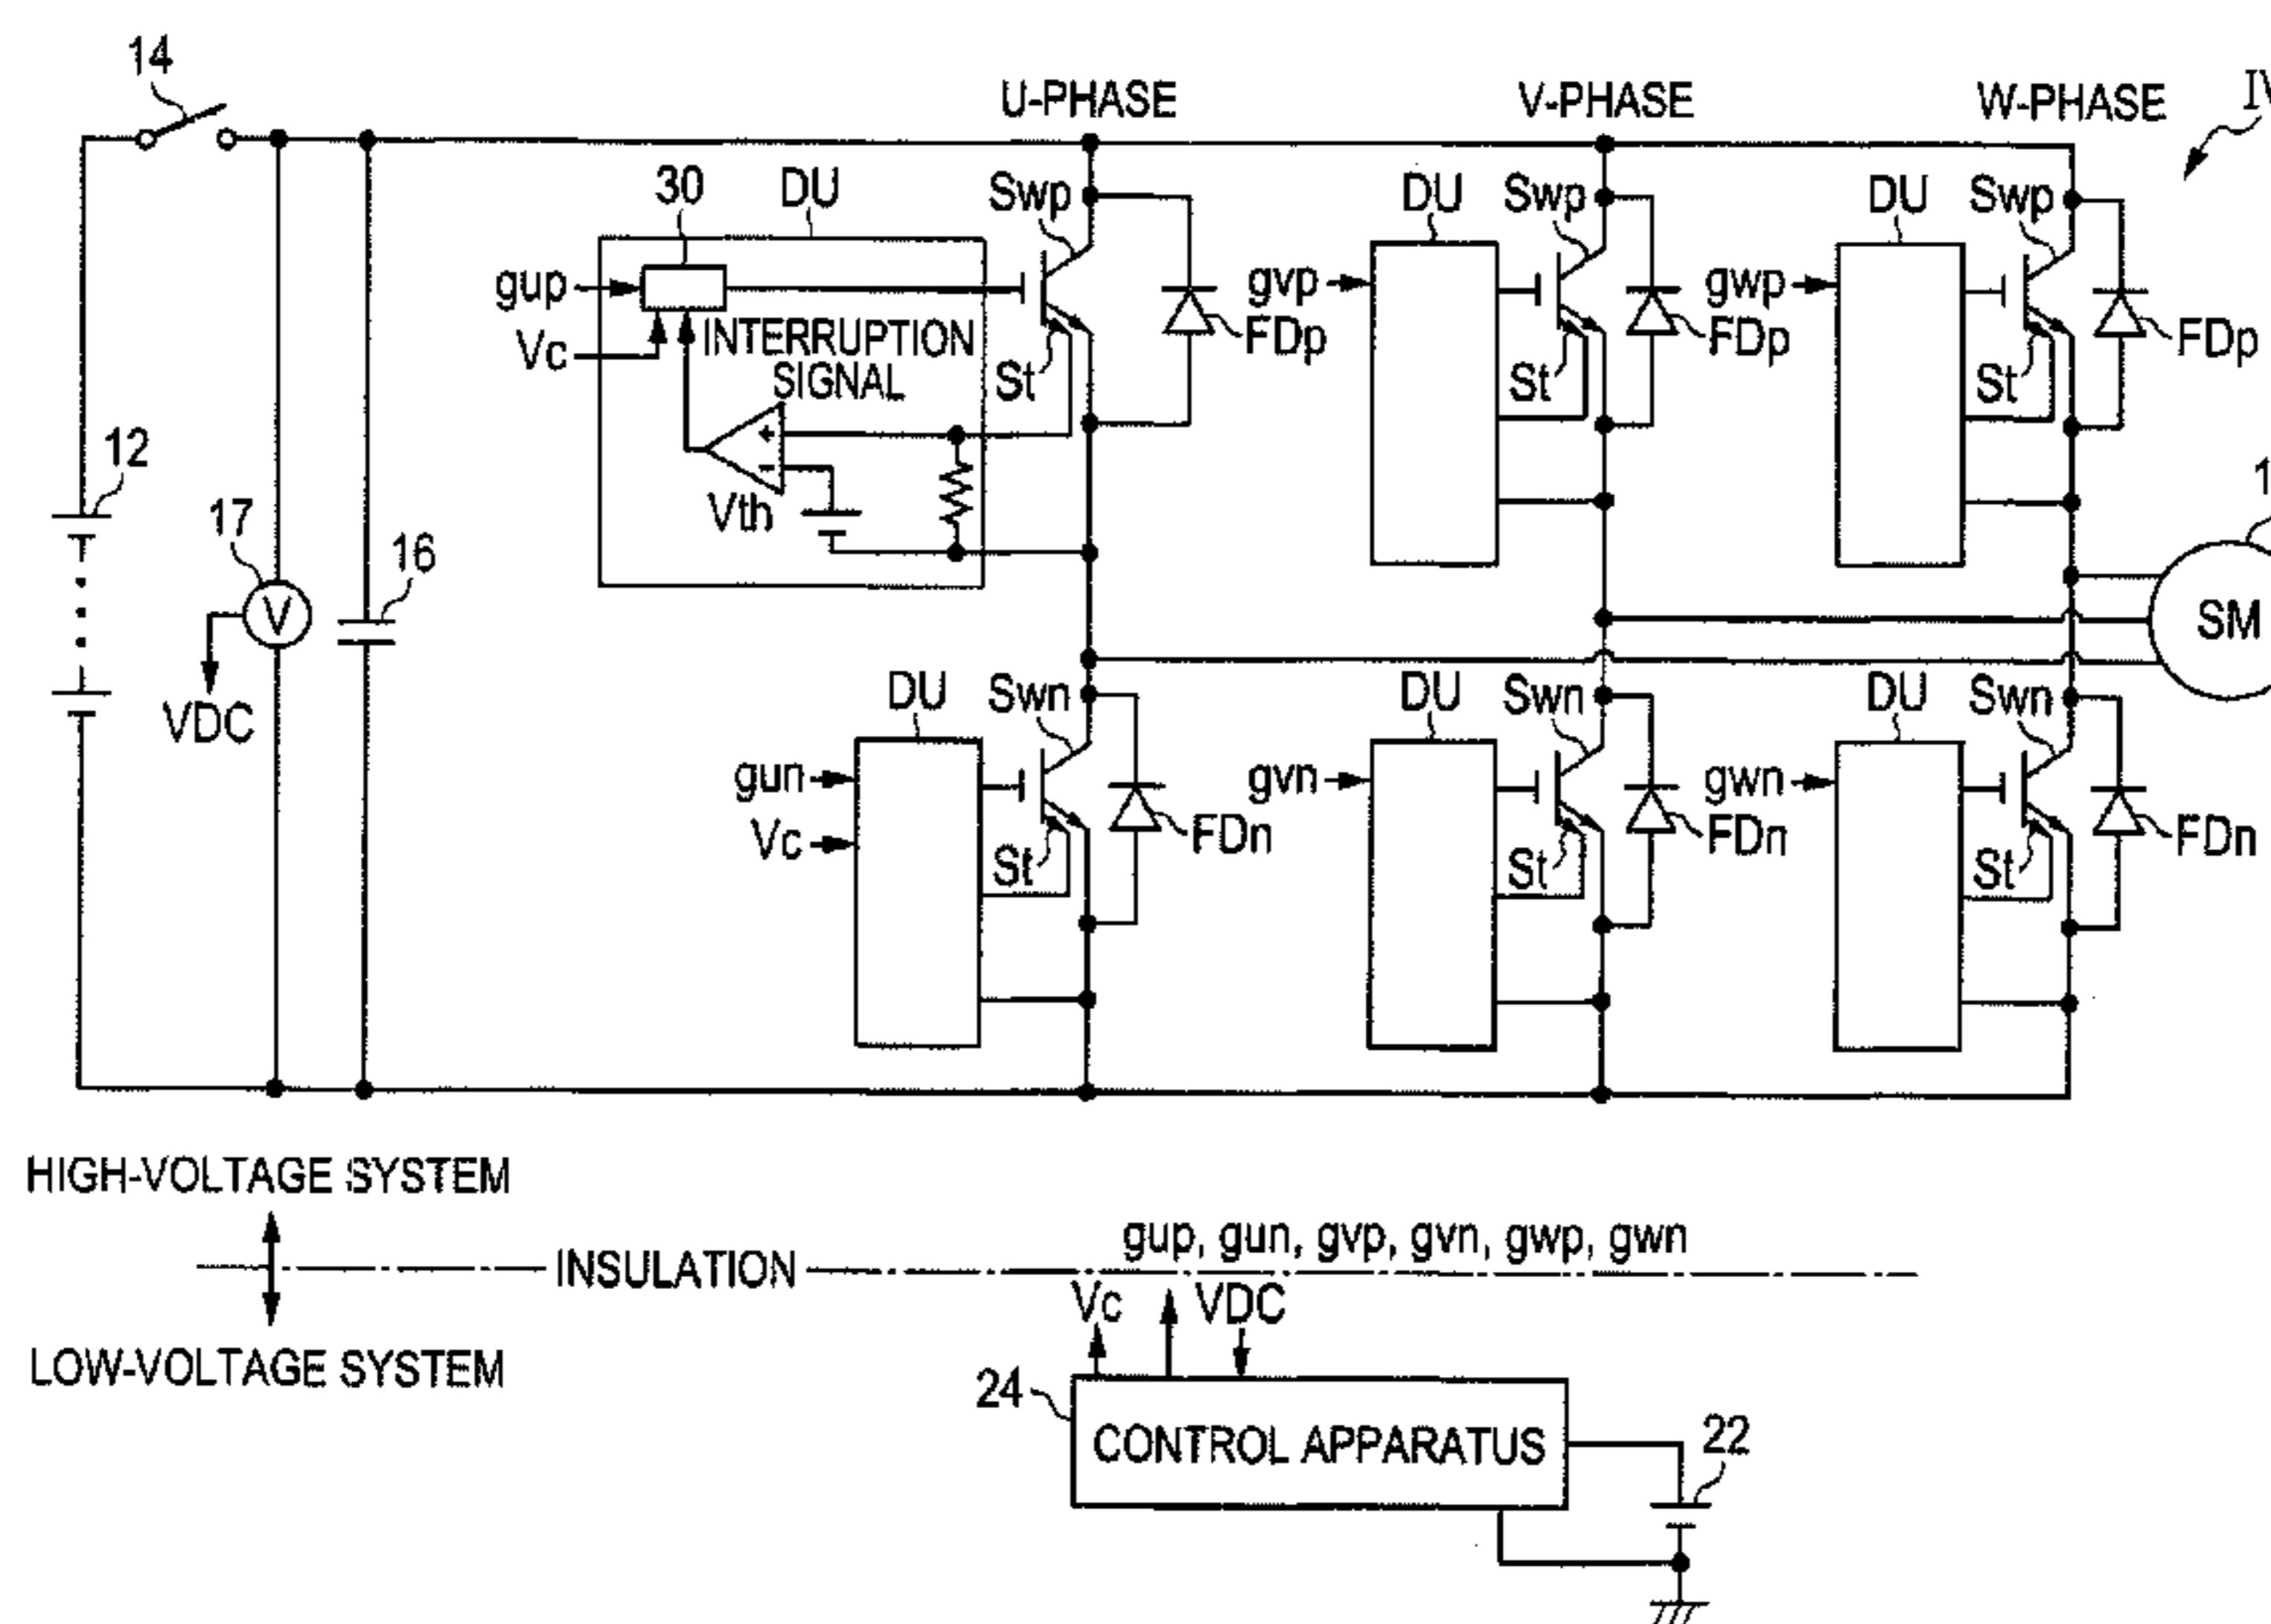 14
U-PHASE
V-PHASE
W-PHASE
IV
30
DU
Swp
DU
Swp
DU
Swp
gup
gvp
gwp
Vc
INTERRUPTION
SIGNAL
FDp
FDp
FDp
St
St
St
12
17
Vth
16
V
SM
VDC
DU
Swn
DU
Swn
DU
Swn
gun
gvn
gwn
Vc
St
FDn
St
FDn
St
FDn
HIGH-VOLTAGE SYSTEM
gup, gun, gvp, gvn, gwp, gwn
INSULATION
Vc
VDC
LOW-VOLTAGE SYSTEM
24
CONTROL APPARATUS
22